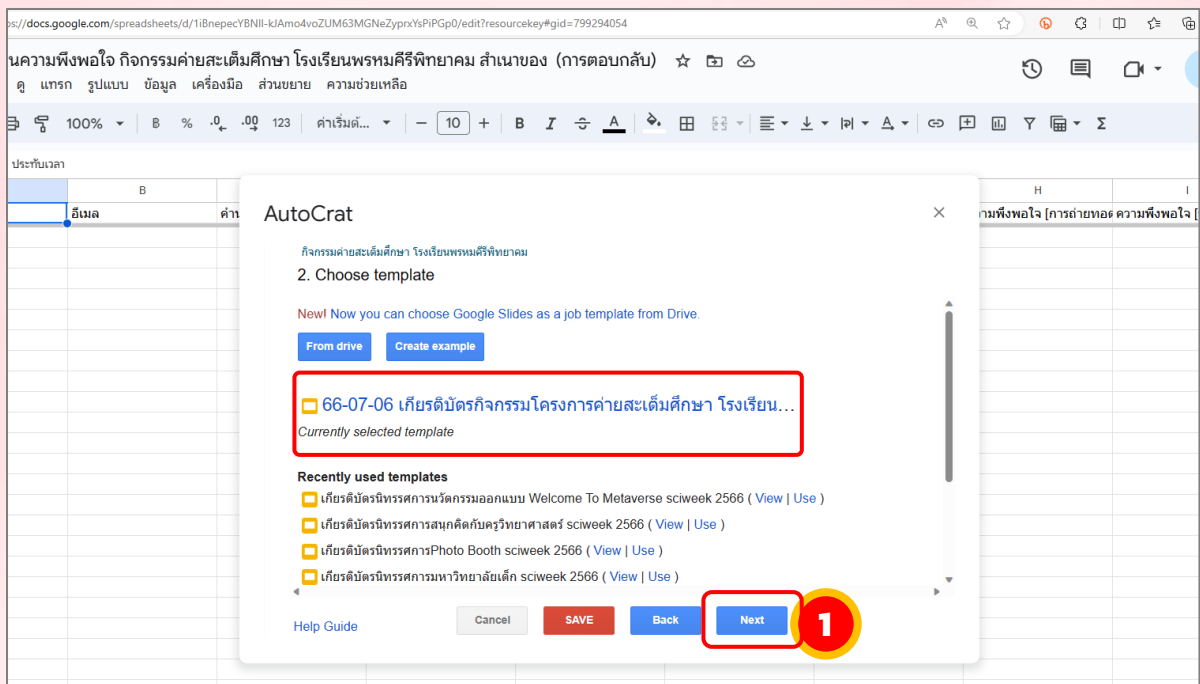 ps://docs.google.com/spreadsheets/d/1iBnepecYBNIl-kJAmo4voZUM63MGNeZyprxYsPiPGp0/edit?resourcekey#gid=799294054
นความพึงพอใจ กิจกรรมค่ายสะเต็มศึกษา โรงเรียนพรหมคีรีพิทยาคม สำเนาของ (การตอบกลับ)
ดู แทรก รูปแบบ ข้อมูล เครื่องมือ ส่วนขยาย ความช่วยเหลือ
100% ฿ % .0 .00 123 ค่าเริ่มต้... − 10 + B I A
ประทับเวลา
B H I
อีเมล คำน วามพึงพอใจ [การถ่ายทอด ความพึงพอใจ [
AutoCrat
กิจกรรมค่ายสะเต็มศึกษา โรงเรียนพรหมคีรีพิทยาคม
2. Choose template
New! Now you can choose Google Slides as a job template from Drive.
From drive Create example
66-07-06 เกียรติบัตรกิจกรรมโครงการค่ายสะเต็มศึกษา โรงเรียน...
Currently selected template
Recently used templates
เกียรติบัตรนิทรรศการนวัตกรรมออกแบบ Welcome To Metaverse sciweek 2566 ( View | Use )
เกียรติบัตรนิทรรศการสนุกคิดกับครูวิทยาศาสตร์ sciweek 2566 ( View | Use )
เกียรติบัตรนิทรรศการPhoto Booth sciweek 2566 ( View | Use )
เกียรติบัตรนิทรรศการมหาวิทยาลัยเด็ก sciweek 2566 ( View | Use )
Help Guide Cancel SAVE Back Next 1